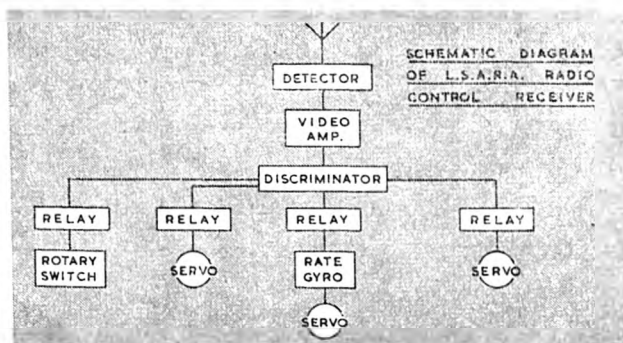 SCHEMATIC DIAGRAM
OF L.S.A.R.A. RADIO
CONTROL RECEIVER
DETECTOR
VIDEO
AMP.
DISCRIMINATOR
RELAY
RELAY
RELAY
RELAY
ROTARY
SWITCH
SERVO
RATE
GYRO
SERVO
SERVO